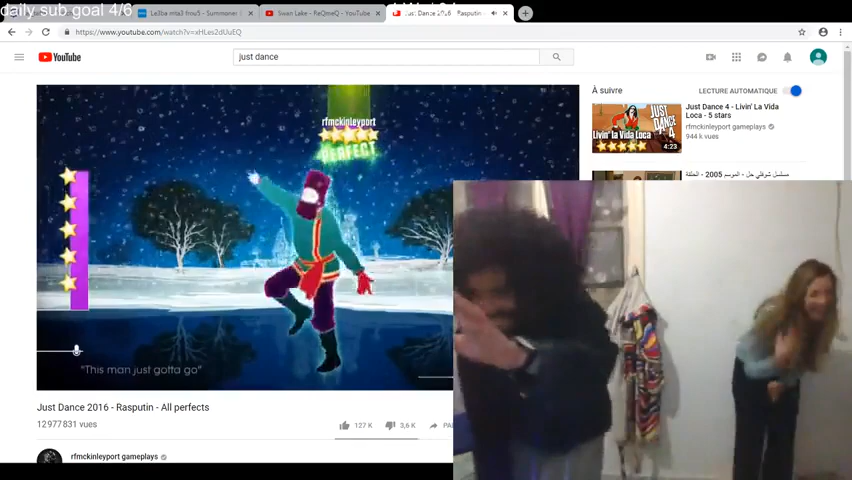 daily sub goal 4/6
La3ba mta3 hrou5 - Summoner
Swan Lake - ReQmeQ - YouTube
Just Dance 2016 - Rasputin -
https://www.youtube.com/watch?v=xHLes2dUuEQ
YouTube
just dance
À suivre
LECTURE AUTOMATIQUE
Just Dance 4 - Livin' La Vida
Loca - 5 stars
rfmckinleyport gameplays
944 k vues
Livin' la Vida Loca
JUST DANCE 4
4:23
مسلسل شوفلي حل - الموسم 2005 - الحلقة
rfmckinleyport
PERFECT
"This man just gotta go"
Just Dance 2016 - Rasputin - All perfects
12 977 831 vues
127 K
3,6 K
rfmckinleyport gameplays